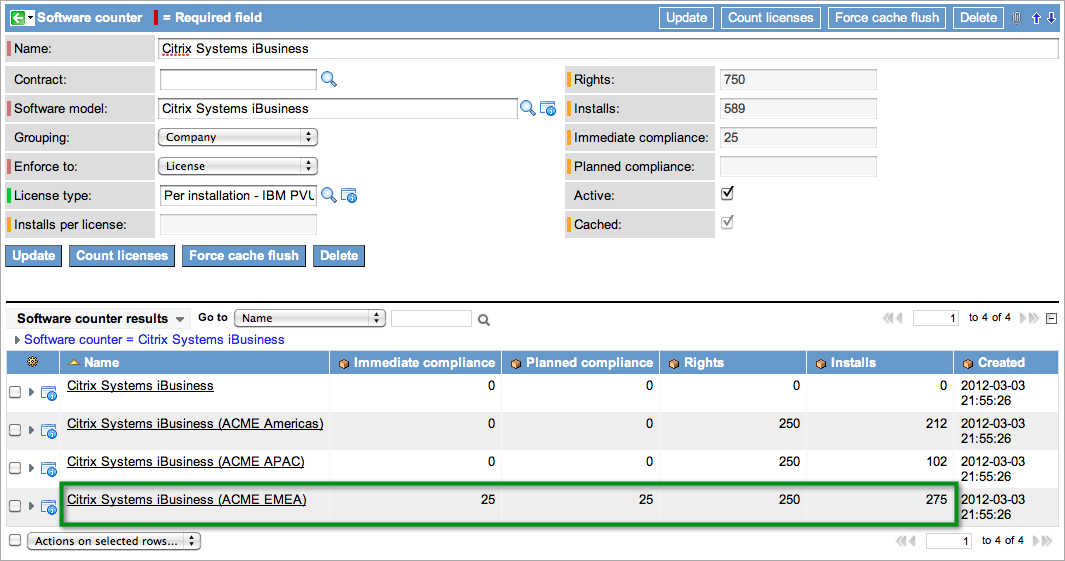 Software counter = Required field Update Count licenses Force cache flush Delete
Name: Citrix Systems iBusiness
Contract: Rights: 750
Software model: Citrix Systems iBusiness Installs: 589
Grouping: Company Immediate compliance: 25
Enforce to: License Planned compliance:
License type: Per installation - IBM PVU Active:
Installs per license: Cached:
Update Count licenses Force cache flush Delete
Software counter results Go to Name 1 to 4 of 4
Software counter = Citrix Systems iBusiness
Name Immediate compliance Planned compliance Rights Installs Created
Citrix Systems iBusiness 0 0 0 0 2012-03-03
21:55:26
Citrix Systems iBusiness (ACME Americas) 0 0 250 212 2012-03-03
21:55:26
Citrix Systems iBusiness (ACME APAC) 0 0 250 102 2012-03-03
21:55:26
Citrix Systems iBusiness (ACME EMEA) 25 25 250 275 2012-03-03
21:55:26
Actions on selected rows... 1 to 4 of 4